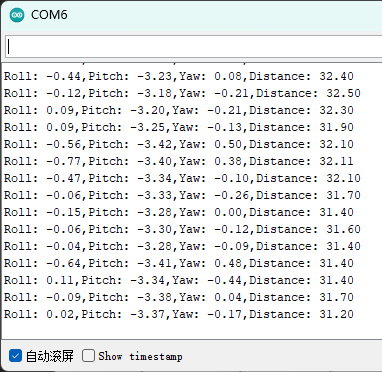 COM6
Roll: -0.44,Pitch: -3.23,Yaw: 0.08,Distance: 32.40
Roll: -0.12,Pitch: -3.18,Yaw: -0.21,Distance: 32.50
Roll: 0.09,Pitch: -3.20,Yaw: -0.21,Distance: 32.30
Roll: 0.09,Pitch: -3.25,Yaw: -0.13,Distance: 31.90
Roll: -0.56,Pitch: -3.42,Yaw: 0.50,Distance: 32.10
Roll: -0.77,Pitch: -3.40,Yaw: 0.38,Distance: 32.11
Roll: -0.47,Pitch: -3.34,Yaw: -0.10,Distance: 32.10
Roll: -0.06,Pitch: -3.33,Yaw: -0.26,Distance: 31.70
Roll: -0.15,Pitch: -3.28,Yaw: 0.00,Distance: 31.40
Roll: -0.06,Pitch: -3.30,Yaw: -0.12,Distance: 31.60
Roll: -0.04,Pitch: -3.28,Yaw: -0.09,Distance: 31.40
Roll: -0.64,Pitch: -3.41,Yaw: 0.48,Distance: 31.40
Roll: 0.11,Pitch: -3.34,Yaw: -0.44,Distance: 31.40
Roll: -0.09,Pitch: -3.38,Yaw: 0.04,Distance: 31.70
Roll: 0.02,Pitch: -3.37,Yaw: -0.17,Distance: 31.20
自动滚屏 Show timestamp